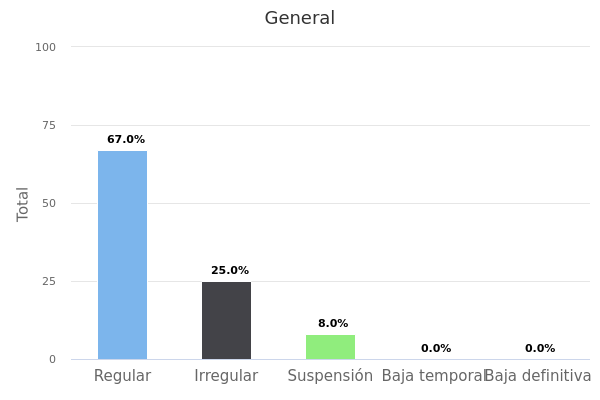 General
Total
100
75
50
25
0
67.0%
25.0%
8.0%
0.0%
0.0%
Regular
Irregular
Suspensión
Baja temporal
Baja definitiva